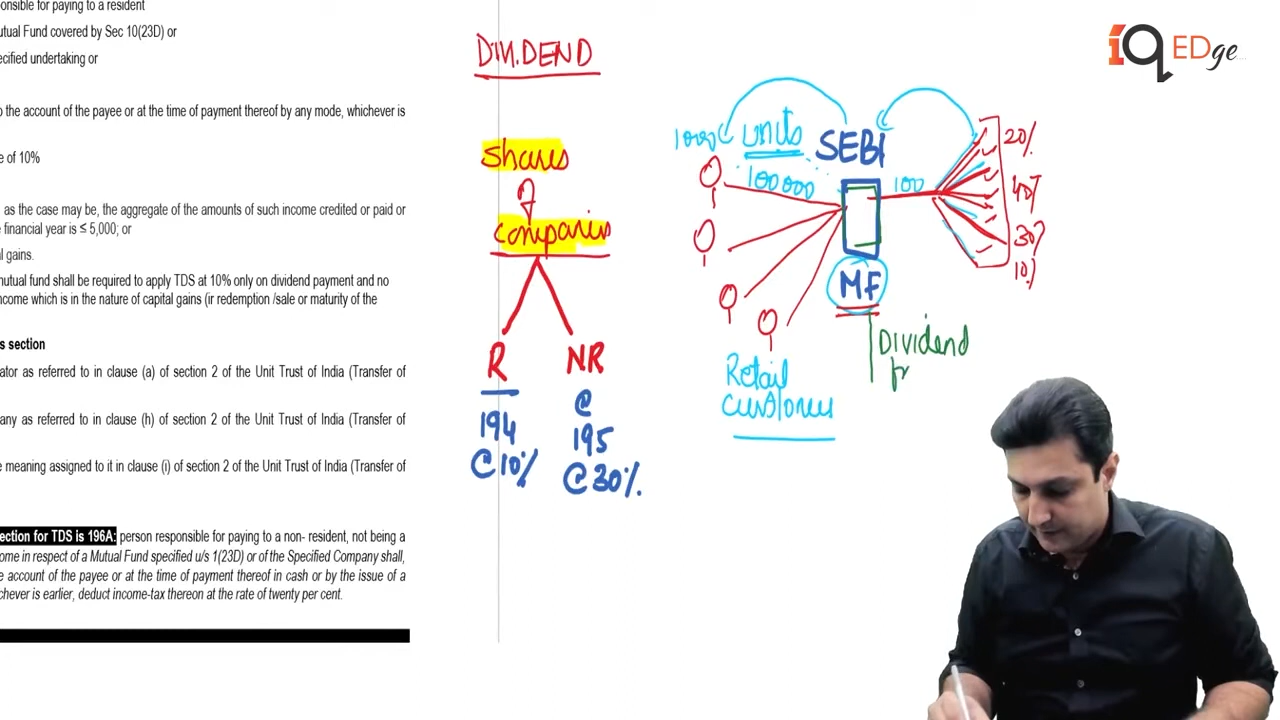 onsible for paying to a resident
utual Fund covered by Sec 10(23D) or
ecified undertaking or
o the account of the payee or at the time of payment thereof by any mode, whichever is
e of 10%
as the case may be, the aggregate of the amounts of such income credited or paid or
e financial year is ≤ 5,000; or
al gains.
mutual fund shall be required to apply TDS at 10% only on dividend payment and no
ncome which is in the nature of capital gains (ir redemption /sale or maturity of the
s section
ator as referred to in clause (a) of section 2 of the Unit Trust of India (Transfer of
any as referred to in clause (h) of section 2 of the Unit Trust of India (Transfer of
e meaning assigned to it in clause (i) of section 2 of the Unit Trust of India (Transfer of
ection for TDS is 196A: person responsible for paying to a non- resident, not being a
ome in respect of a Mutual Fund specified u/s 1(23D) or of the Specified Company shall,
e account of the payee or at the time of payment thereof in cash or by the issue of a
chever is earlier, deduct income-tax thereon at the rate of twenty per cent.
DIVIDEND
shares
of
companies
R
NR
194
@10%
@
195
@30%.
1000
units
SEBI
100000
100
20%
40%
30%
10%
MF
Retail
customers
Dividend
fr
iQ EDge